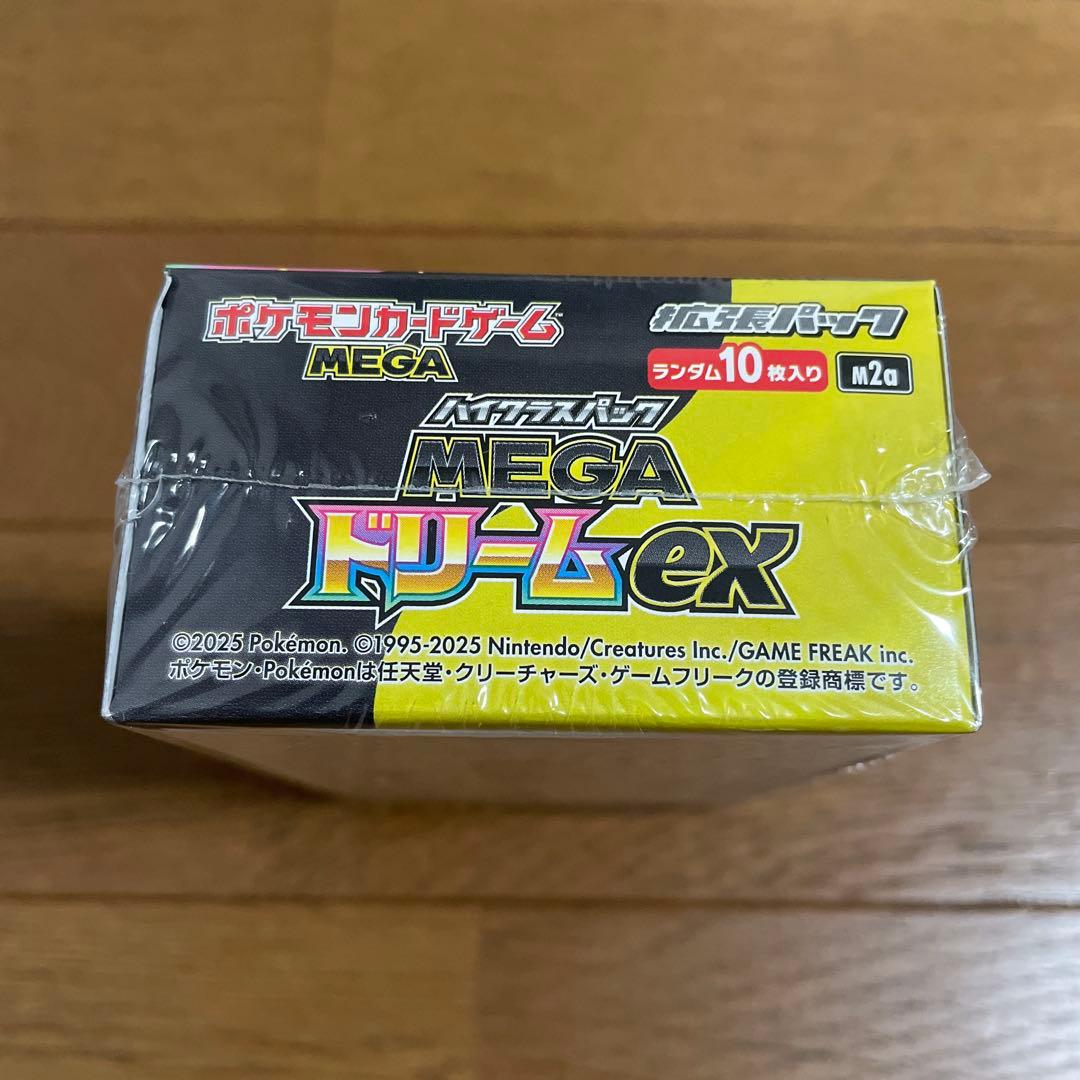 ポケモンカードゲーム™
MEGA
拡張パック
ランダム10枚入り
M2a
ハイクラスパック
MEGA
ドリームex
©2025 Pokémon. ©1995-2025 Nintendo/Creatures Inc./GAME FREAK inc.
ポケモン・Pokémonは任天堂・クリーチャーズ・ゲームフリークの登録商標です。